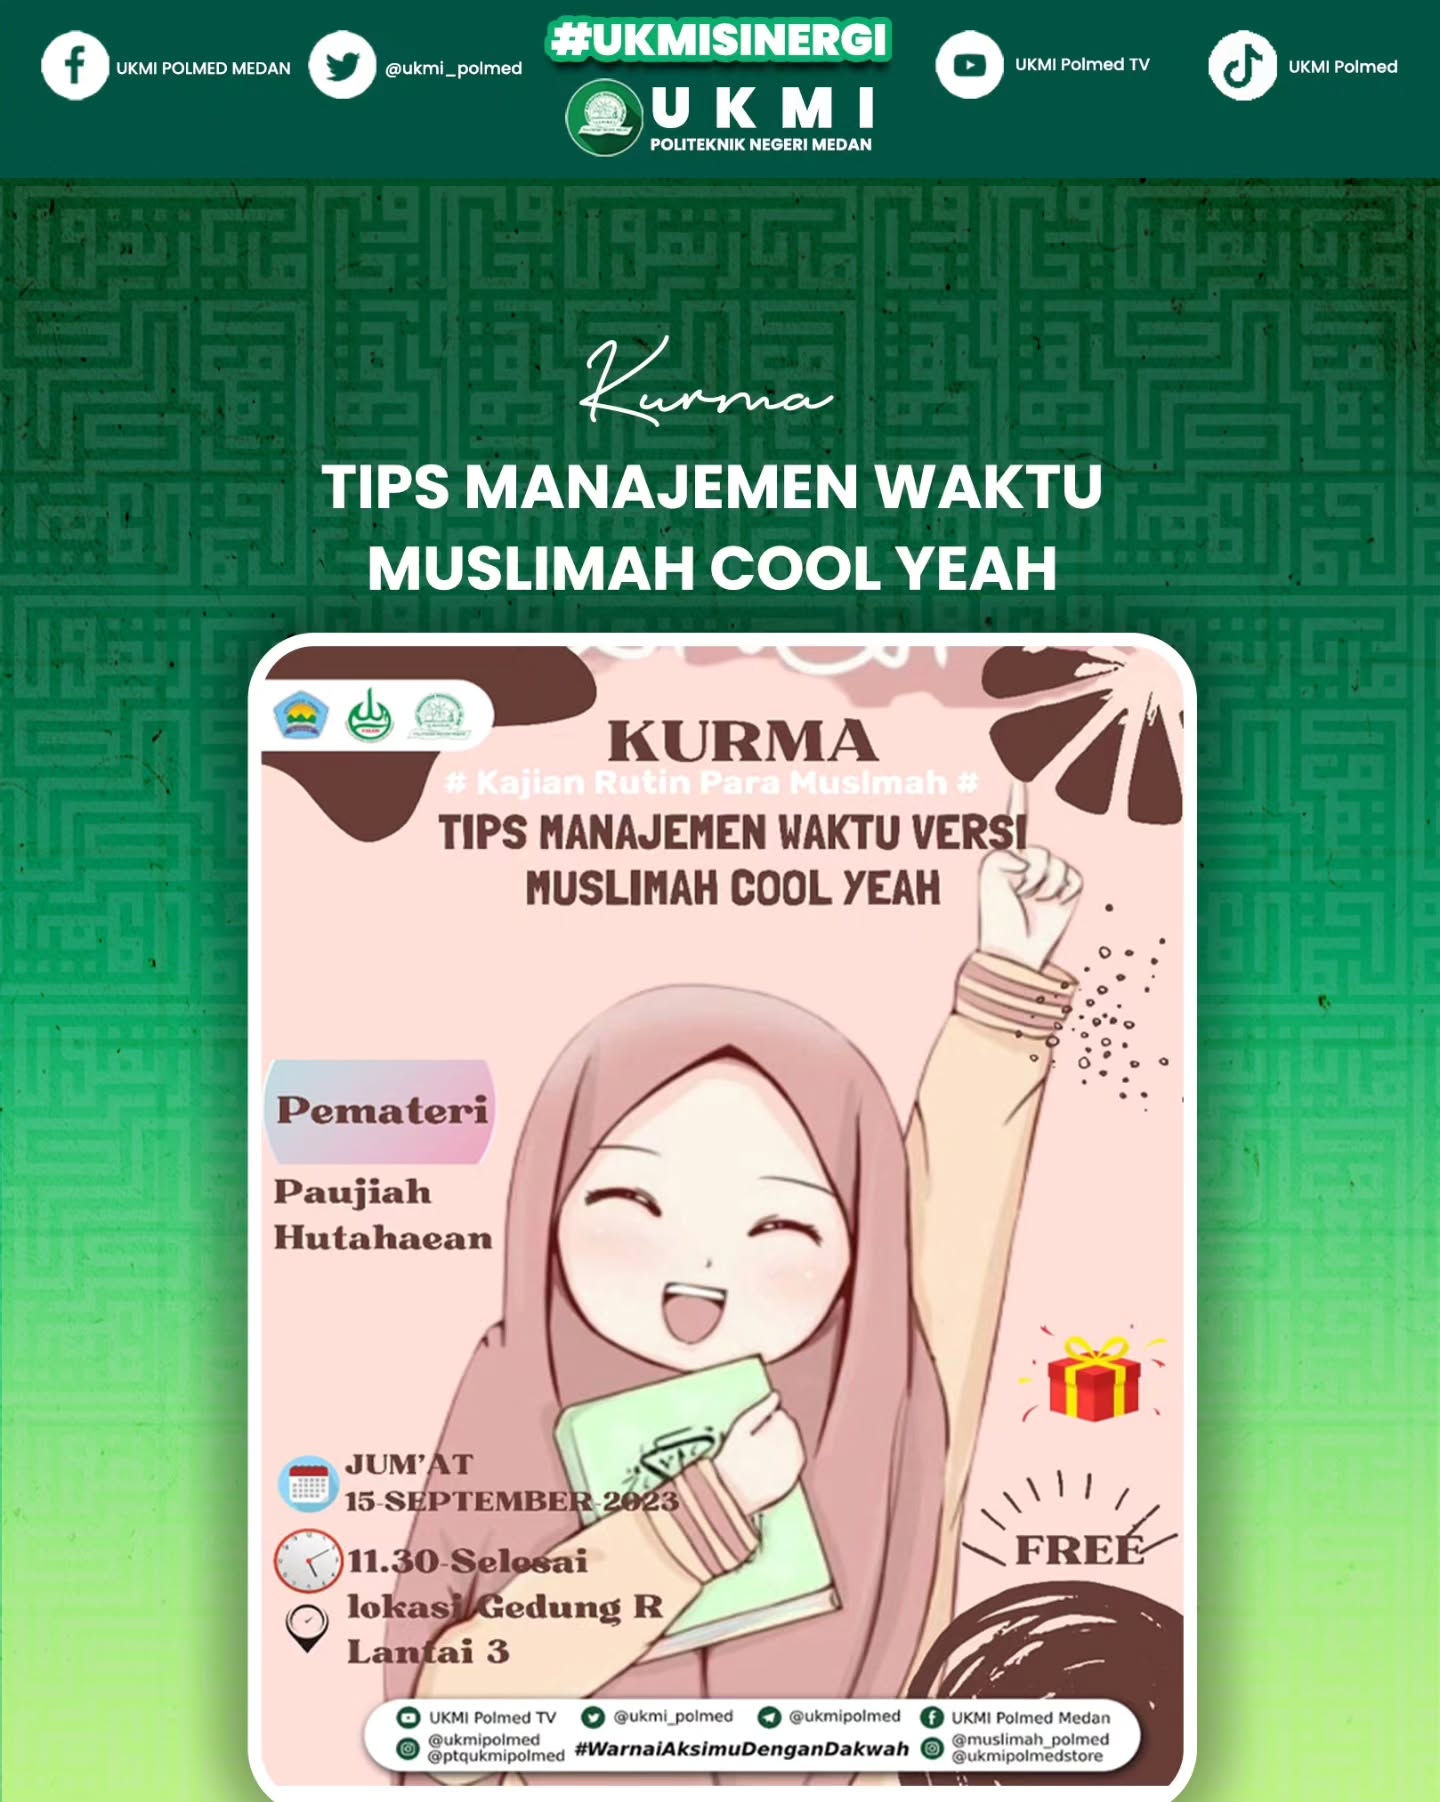 #UKMISINERGI
UKMI POLMED MEDAN
@ukmi_polmed
UKMI
POLITEKNIK NEGERI MEDAN
UKMI Polmed TV
UKMI Polmed
Kurma
TIPS MANAJEMEN WAKTU
MUSLIMAH COOL YEAH
KURMA
# Kajian Rutin Para Muslmah #
TIPS MANAJEMEN WAKTU VERSI
MUSLIMAH COOL YEAH
Pemateri
Paujiah
Hutahaean
JUM'AT
15-SEPTEMBER-2023
11.30-Selesai
lokasi Gedung R
Lantai 3
FREE
UKMI Polmed TV
@ukmi_polmed
@ukmipolmed
UKMI Polmed Medan
@ukmipolmed
@ptqukmipolmed
#WarnaiAksimuDenganDakwah
@muslimah_polmed
@ukmipolmedstore